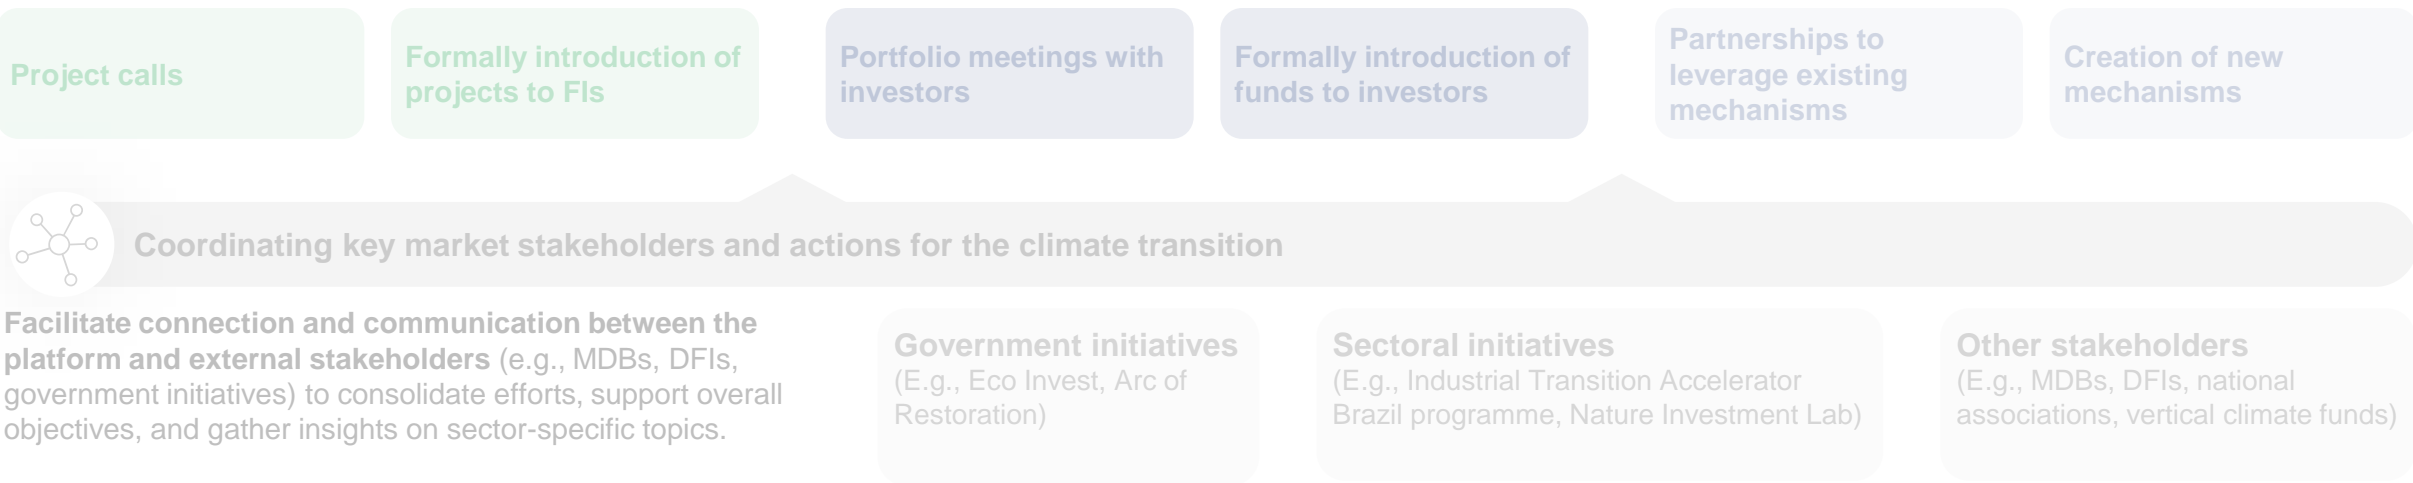 Project calls
Formally introduction of
projects to FIs
Portfolio meetings with
investors
Formally introduction of
funds to investors
Partnerships to
leverage existing
mechanisms
Creation of new
mechanisms
Coordinating key market stakeholders and actions for the climate transition
Facilitate connection and communication between the
platform and external stakeholders (e.g., MDBs, DFIs,
government initiatives) to consolidate efforts, support overall
objectives, and gather insights on sector-specific topics.
Government initiatives
(E.g., Eco Invest, Arc of
Restoration)
Sectoral initiatives
(E.g., Industrial Transition Accelerator
Brazil programme, Nature Investment Lab)
Other stakeholders
(E.g., MDBs, DFIs, national
associations, vertical climate funds)